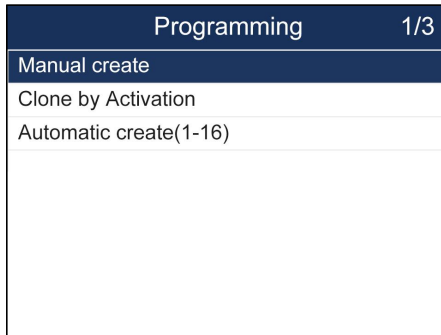 Programming 1/3
Manual create
Clone by Activation
Automatic create(1-16)